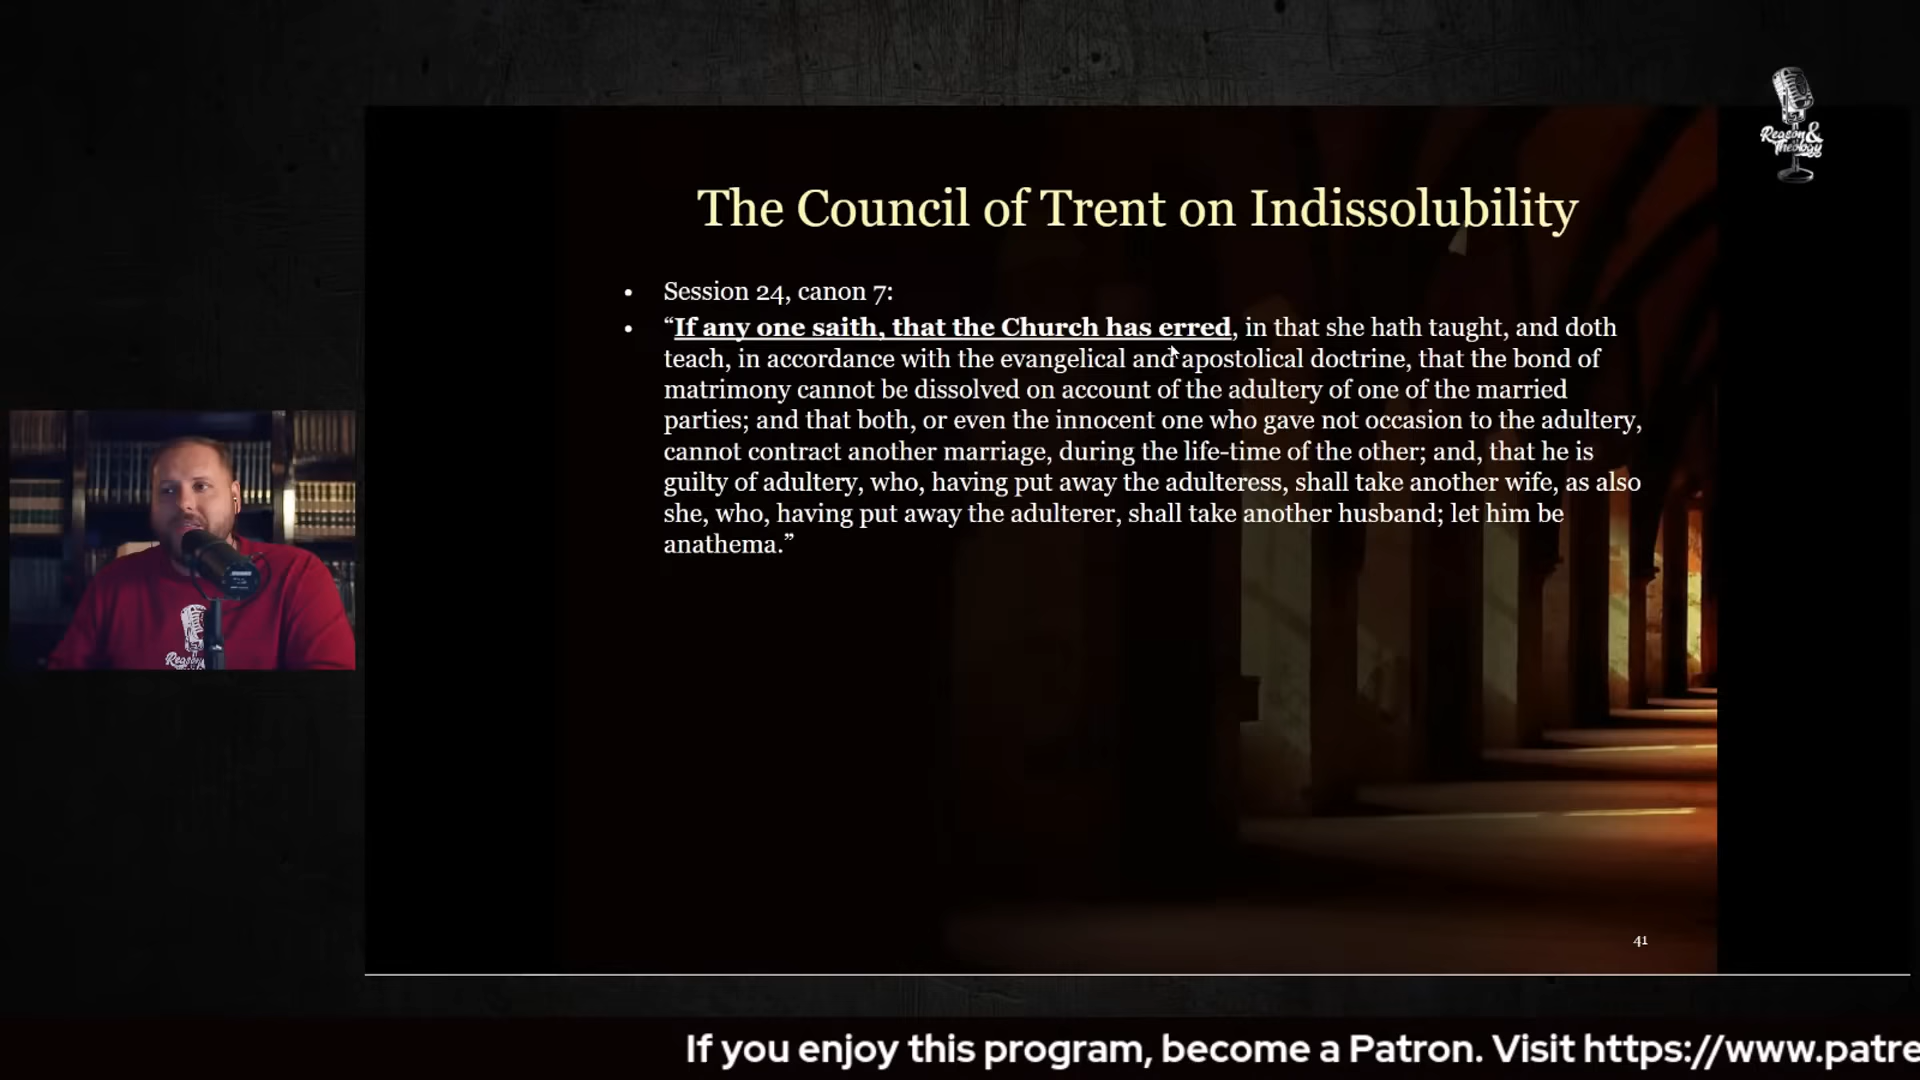 Reason &
Theology
The Council of Trent on Indissolubility
• Session 24, canon 7:
• “If any one saith, that the Church has erred, in that she hath taught, and doth
teach, in accordance with the evangelical and apostolical doctrine, that the bond of
matrimony cannot be dissolved on account of the adultery of one of the married
parties; and that both, or even the innocent one who gave not occasion to the adultery,
cannot contract another marriage, during the life-time of the other; and, that he is
guilty of adultery, who, having put away the adulteress, shall take another wife, as also
she, who, having put away the adulterer, shall take another husband; let him be
anathema.”
41
If you enjoy this program, become a Patron. Visit https://www.patre